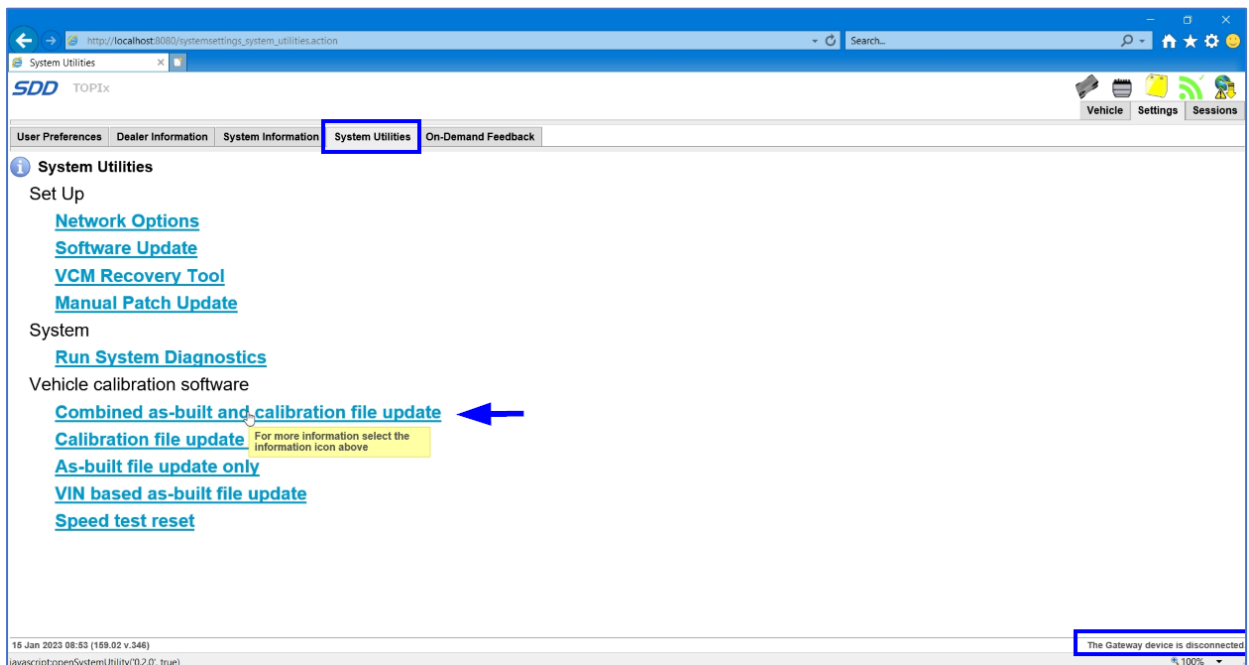 http://localhost:8080/systemsettings_system_utilities.action
Search...
System Utilities
SDD TOPIx
Vehicle Settings Sessions
User Preferences Dealer Information System Information System Utilities On-Demand Feedback
System Utilities
Set Up
Network Options
Software Update
VCM Recovery Tool
Manual Patch Update
System
Run System Diagnostics
Vehicle calibration software
Combined as-built and calibration file update
Calibration file update
For more information select the
information icon above
As-built file update only
VIN based as-built file update
Speed test reset
15 Jan 2023 08:53 (159.02 v.346)
The Gateway device is disconnected
javascript:openSystemUtility('0.2.0', true)
100%